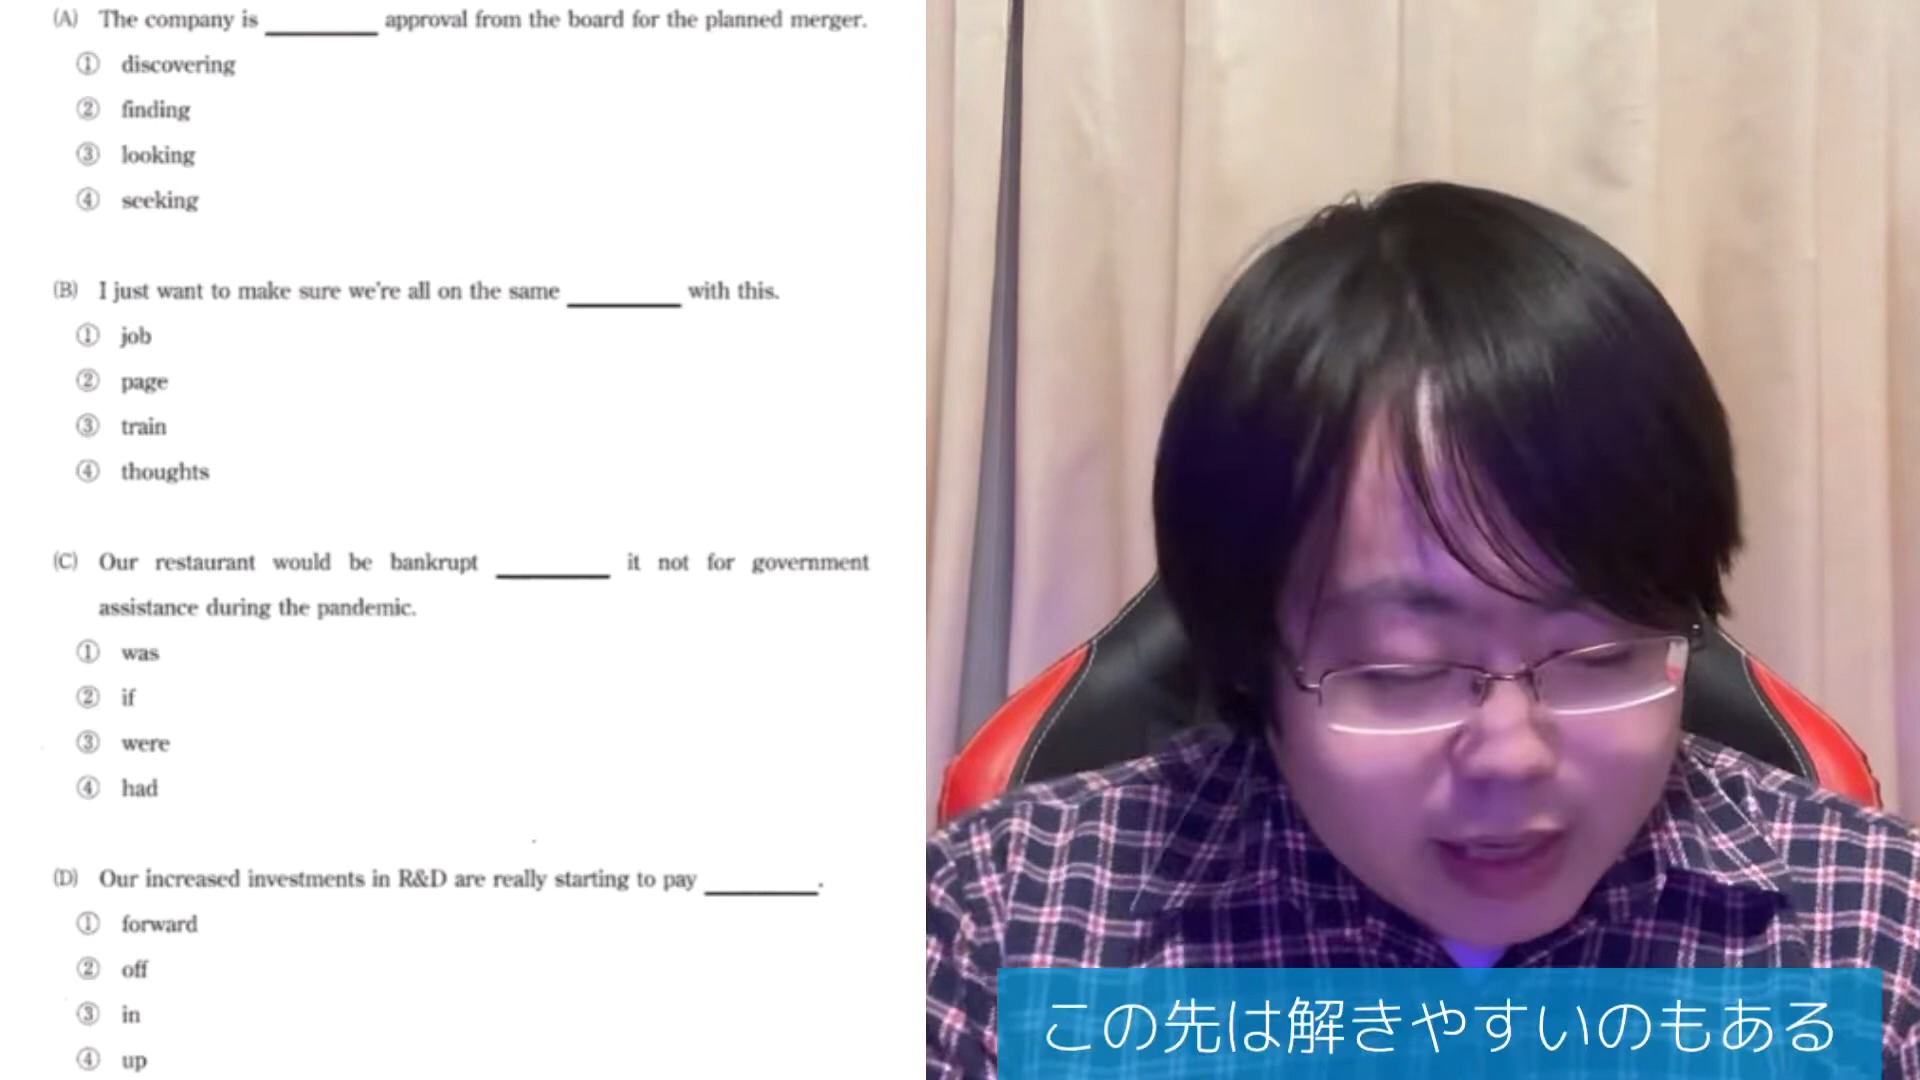 (A) The company is ________ approval from the board for the planned merger.
① discovering
② finding
③ looking
④ seeking
(B) I just want to make sure we're all on the same ________ with this.
① job
② page
③ train
④ thoughts
(C) Our restaurant would be bankrupt ________ it not for government
assistance during the pandemic.
① was
② if
③ were
④ had
(D) Our increased investments in R&D are really starting to pay ________.
① forward
② off
③ in
④ up
この先は解きやすいのもある